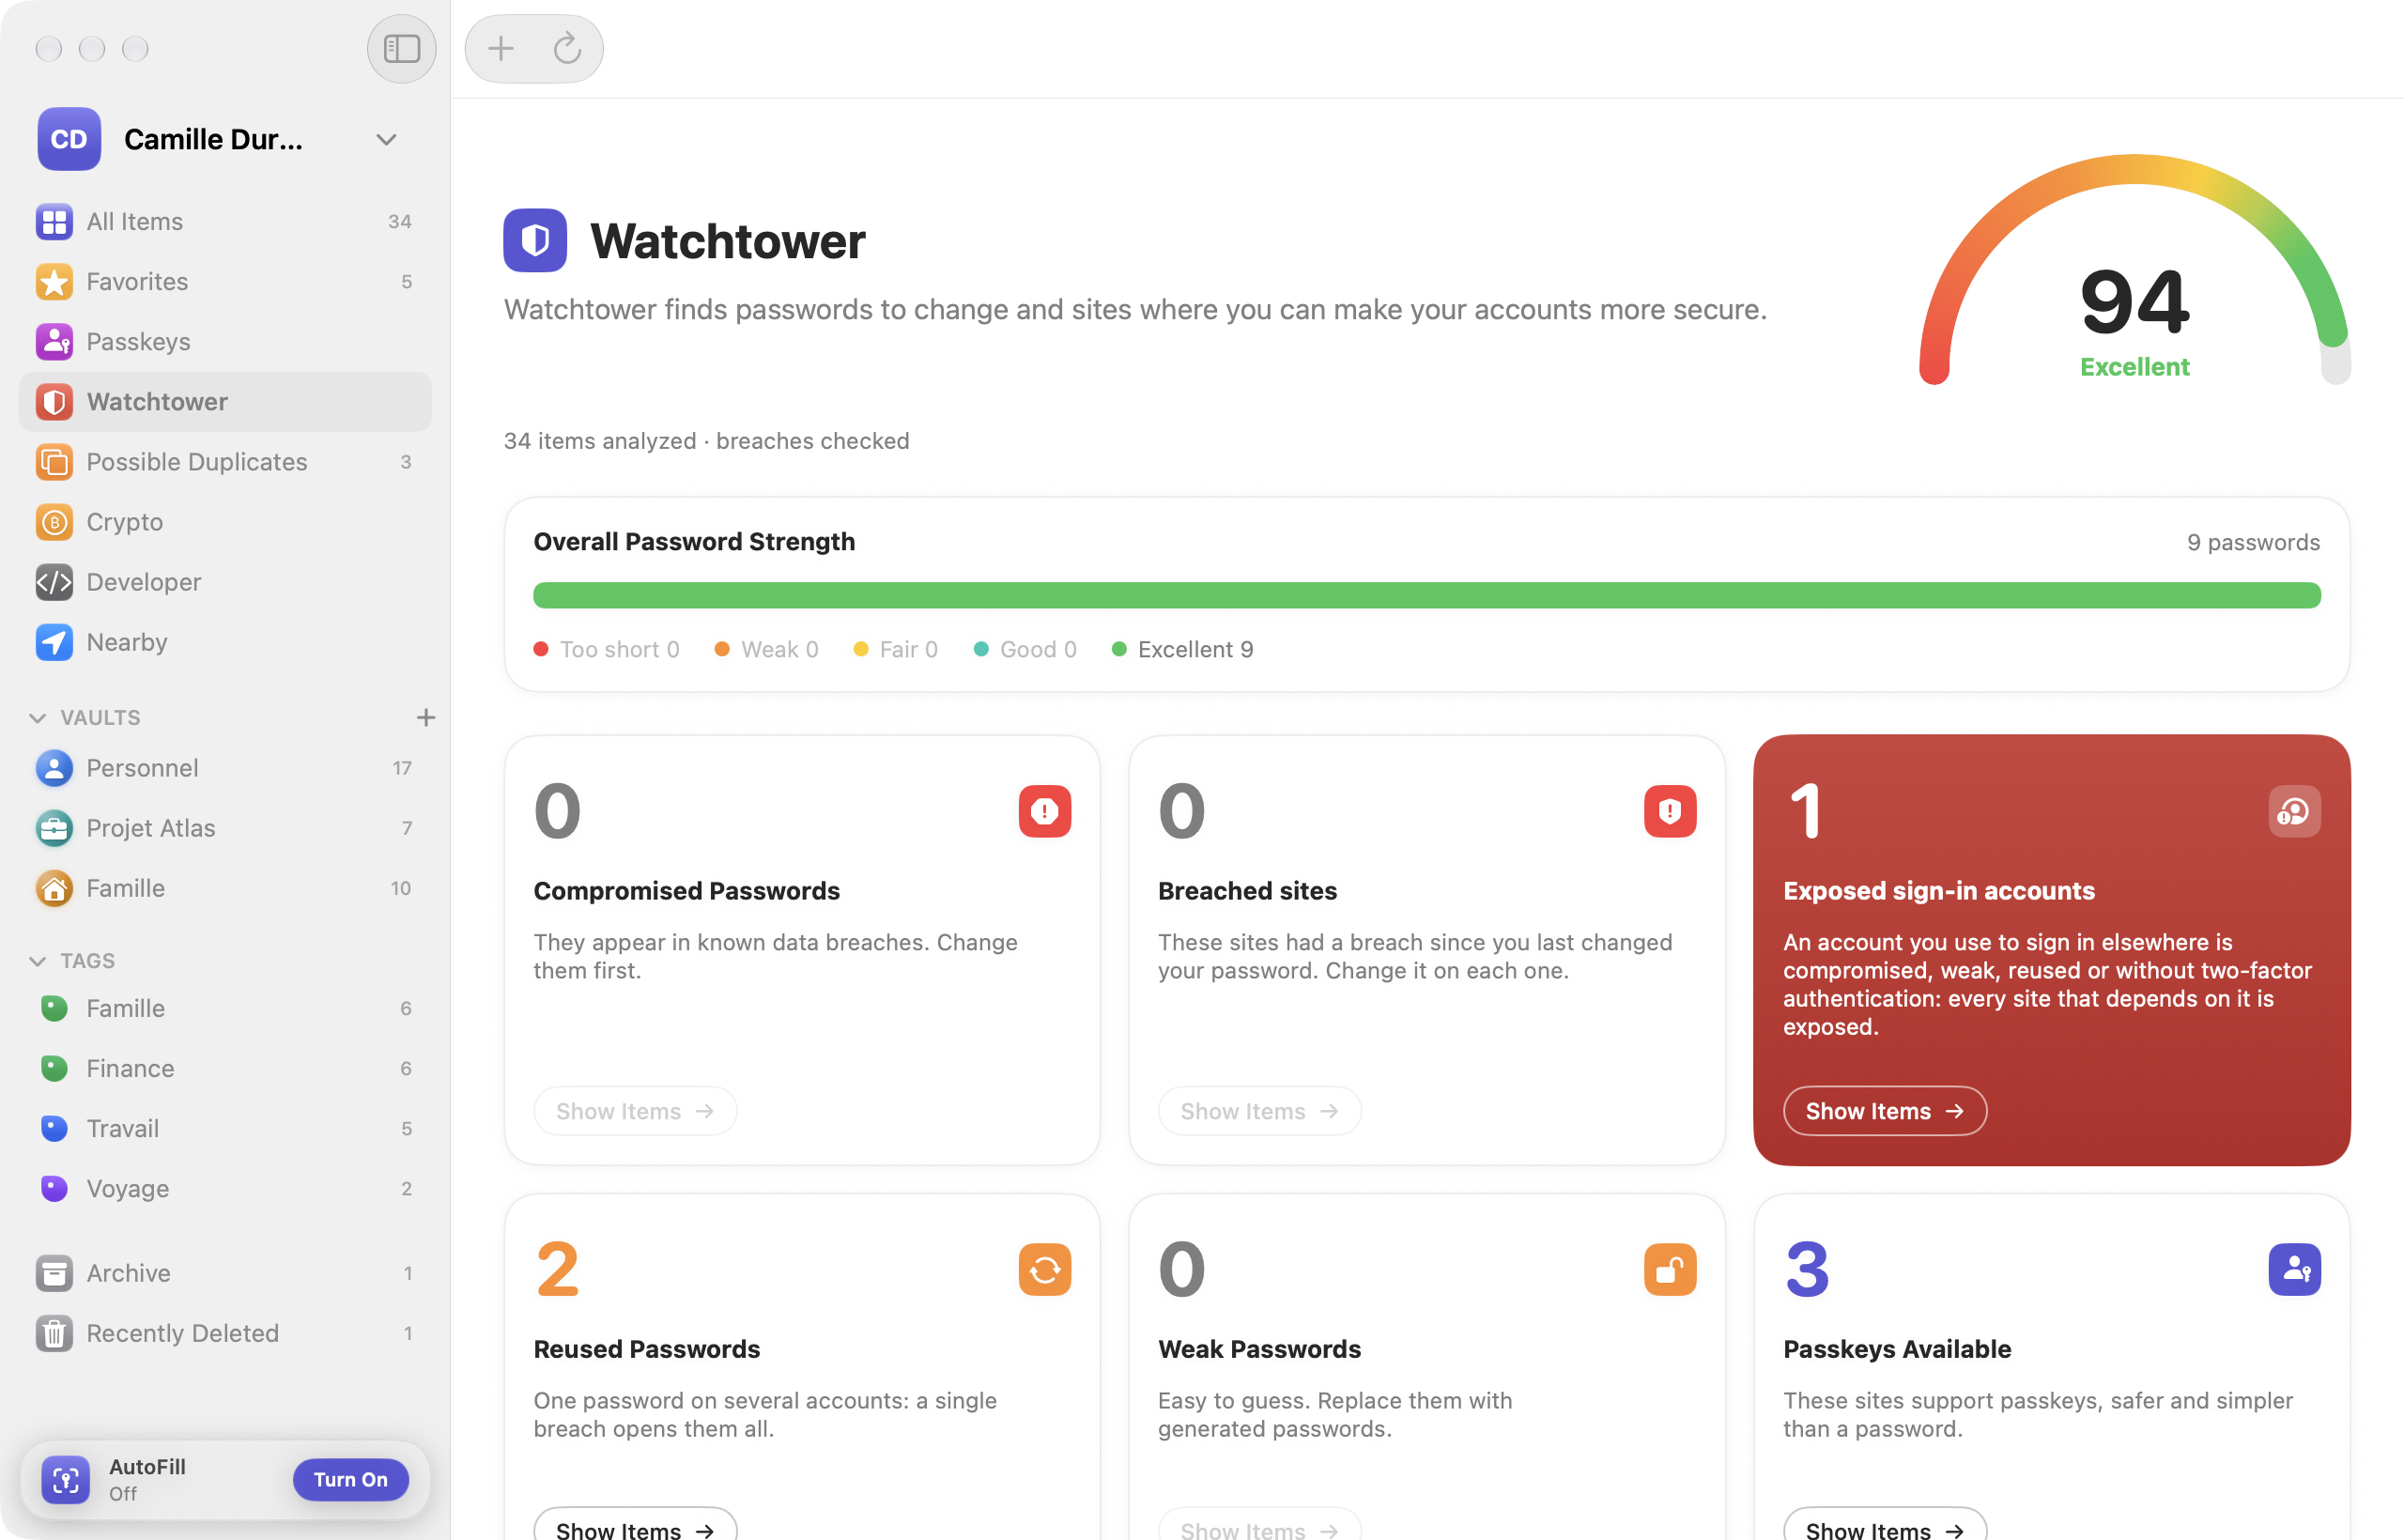 CD
Camille Dur...
All Items 34
Favorites 5
Passkeys
Watchtower
Possible Duplicates 3
Crypto
Developer
Nearby
VAULTS
Personnel 17
Projet Atlas 7
Famille 10
TAGS
Famille 6
Finance 6
Travail 5
Voyage 2
Archive 1
Recently Deleted 1
AutoFill
Off
Turn On
Watchtower
Watchtower finds passwords to change and sites where you can make your accounts more secure.
94
Excellent
34 items analyzed · breaches checked
Overall Password Strength
9 passwords
Too short 0 Weak 0 Fair 0 Good 0 Excellent 9
0
Compromised Passwords
They appear in known data breaches. Change
them first.
Show Items →
0
Breached sites
These sites had a breach since you last changed
your password. Change it on each one.
Show Items →
1
Exposed sign-in accounts
An account you use to sign in elsewhere is
compromised, weak, reused or without two-factor
authentication: every site that depends on it is
exposed.
Show Items →
2
Reused Passwords
One password on several accounts: a single
breach opens them all.
Show Items →
0
Weak Passwords
Easy to guess. Replace them with
generated passwords.
Show Items →
3
Passkeys Available
These sites support passkeys, safer and simpler
than a password.
Show Items →